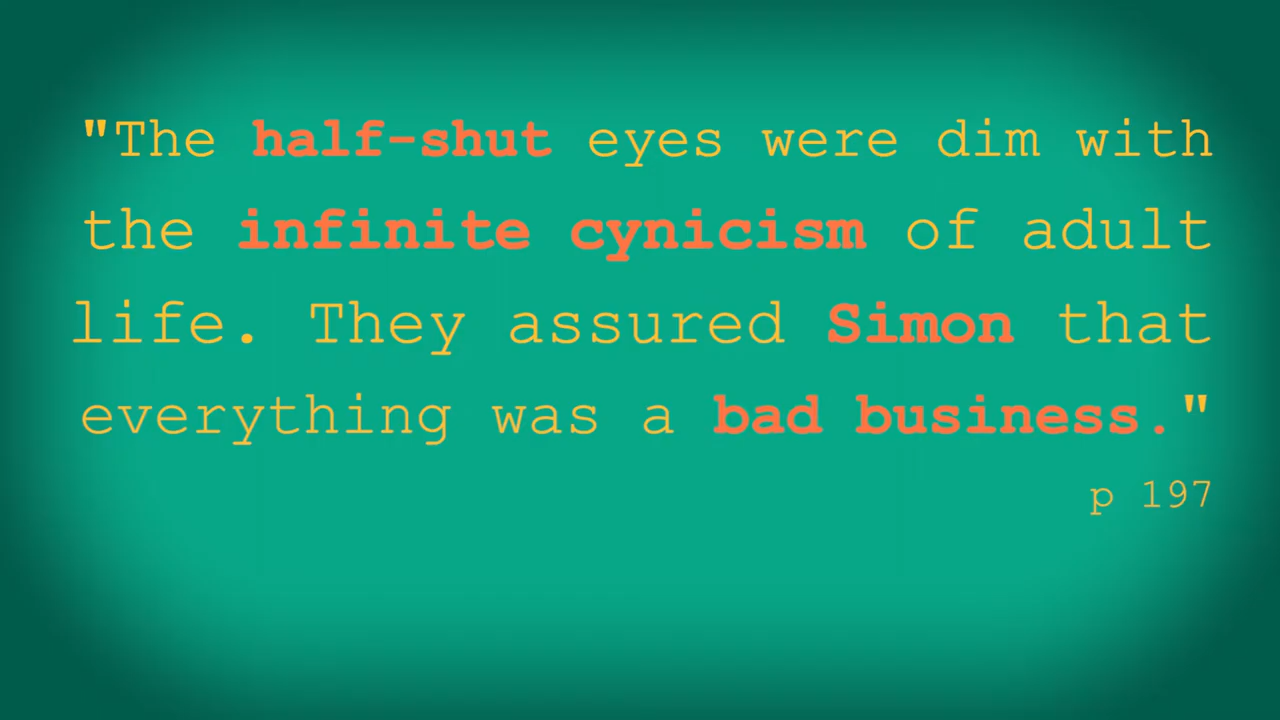 "The half-shut eyes were dim with
the infinite cynicism of adult
life. They assured Simon that
everything was a bad business."
p 197